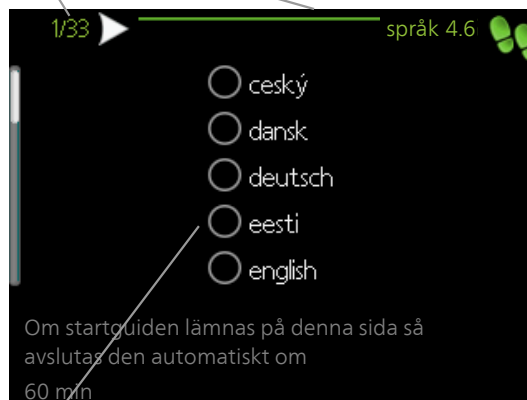 1/33
språk 4.6
ceský
dansk
deutsch
eesti
english
Om startguiden lämnas på denna sida så
avslutas den automatiskt om
60 min